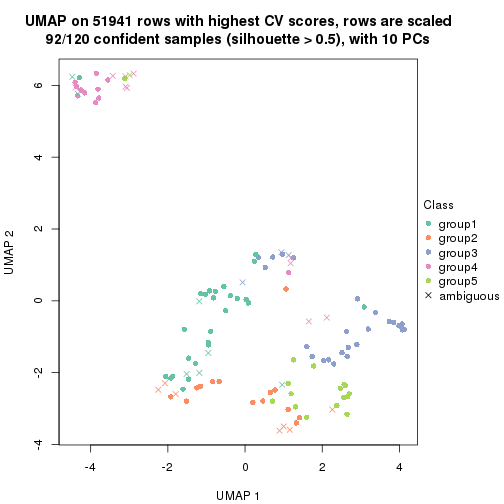 UMAP on 51941 rows with highest CV scores, rows are scaled
92/120 confident samples (silhouette > 0.5), with 10 PCs
6
4
2
0
-2
-4
UMAP 2
-4
-2
0
2
4
UMAP 1
Class
group1
group2
group3
group4
group5
ambiguous